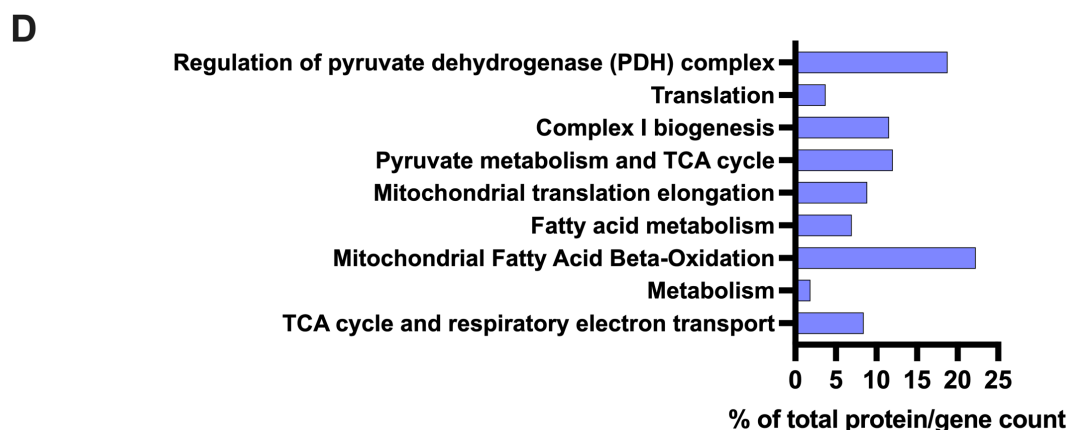 D
Regulation of pyruvate dehydrogenase (PDH) complex
Translation
Complex I biogenesis
Pyruvate metabolism and TCA cycle
Mitochondrial translation elongation
Fatty acid metabolism
Mitochondrial Fatty Acid Beta-Oxidation
Metabolism
TCA cycle and respiratory electron transport
0 5 10 15 20 25
% of total protein/gene count